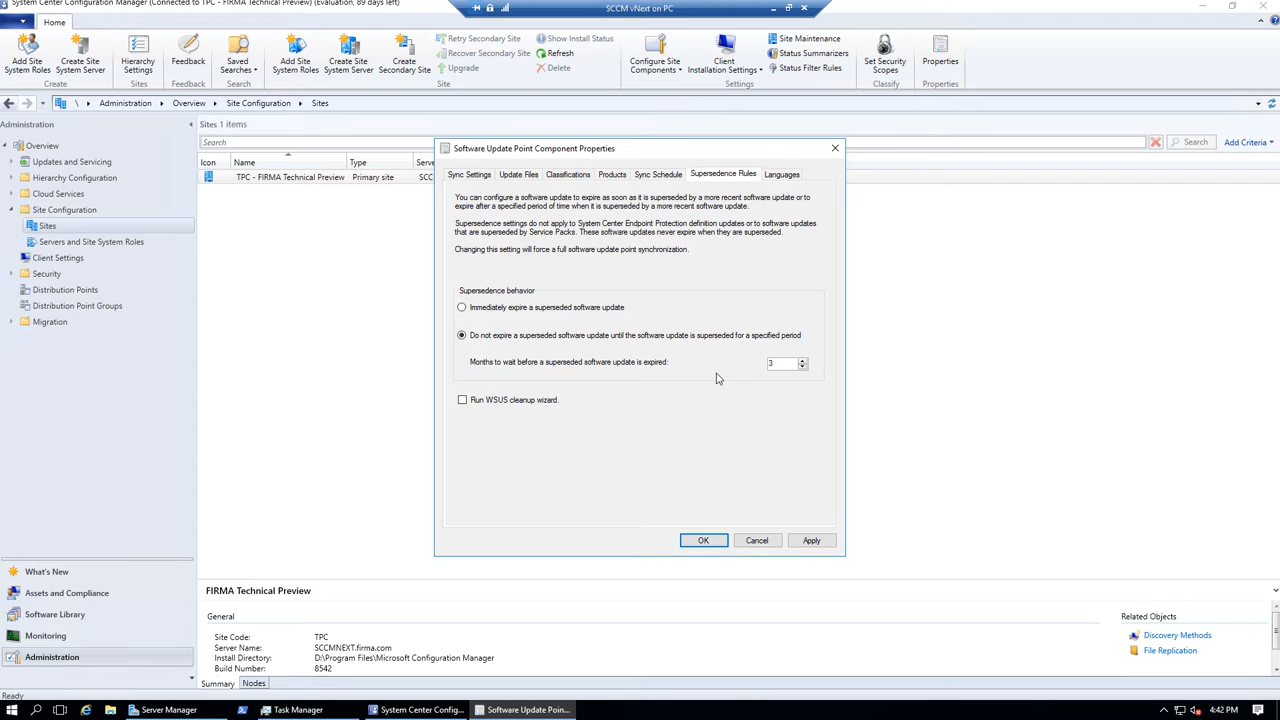 System Center Configuration Manager (Connected to TPC - FIRMA Technical Preview) (Evaluation, 89 days left)
SCCM vNext on PC
Home
Add Site System Roles
Create Site System Server
Hierarchy Settings
Feedback
Saved Searches
Add Site System Roles
Create Site System Server
Create Secondary Site
Retry Secondary Site
Recover Secondary Site
Upgrade
Show Install Status
Refresh
Delete
Configure Site Components
Client Installation Settings
Site Maintenance
Status Summarizers
Status Filter Rules
Set Security Scopes
Properties
Create
Sites
Feedback
Search
Site
Settings
Classify
Properties
\ Administration Overview Site Configuration Sites
Administration
Overview
Updates and Servicing
Hierarchy Configuration
Cloud Services
Site Configuration
Sites
Servers and Site System Roles
Client Settings
Security
Distribution Points
Distribution Point Groups
Migration
What's New
Assets and Compliance
Software Library
Monitoring
Administration
Sites 1 items
Search
Search
Add Criteria
Icon Name Type Serve
TPC - FIRMA Technical Preview Primary site SCC
Software Update Point Component Properties
Sync Settings Update Files Classifications Products Sync Schedule Supersedence Rules Languages
You can configure a software update to expire as soon as it is superseded by a more recent software update or to
expire after a specified period of time when it is superseded by a more recent software update.
Supersedence settings do not apply to System Center Endpoint Protection definition updates or to software updates
that are superseded by Service Packs. These software updates never expire when they are superseded.
Changing this setting will force a full software update point synchronization.
Supersedence behavior
Immediately expire a superseded software update
Do not expire a superseded software update until the software update is superseded for a specified period
Months to wait before a superseded software update is expired: 3
Run WSUS cleanup wizard.
OK Cancel Apply
FIRMA Technical Preview
General
Site Code: TPC
Server Name: SCCMNEXT.firma.com
Install Directory: D:\Program Files\Microsoft Configuration Manager
Build Number: 8542
Related Objects
Discovery Methods
File Replication
Summary Nodes
Ready
Server Manager
Task Manager
System Center Config...
Software Update Poin...
4:42 PM